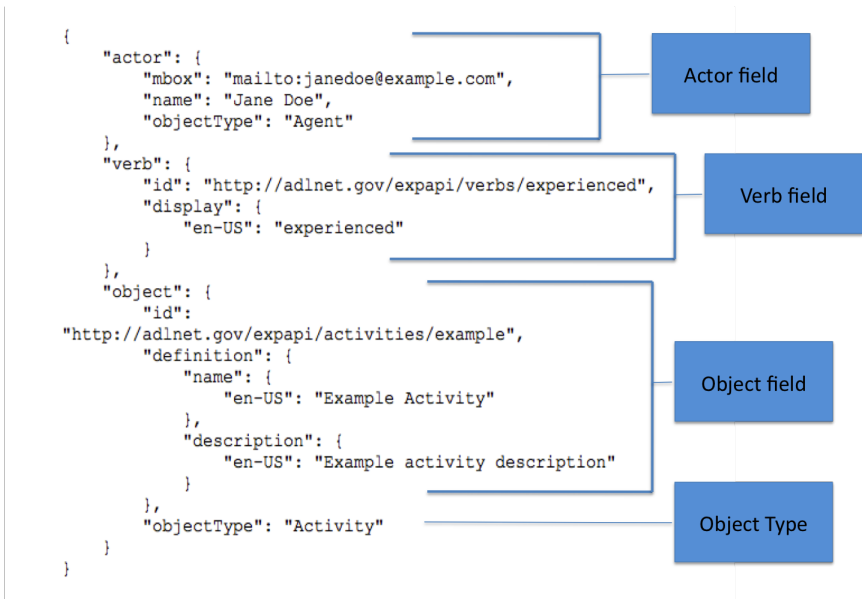 {
"actor": {
"mbox": "mailto:janedoe@example.com",
"name": "Jane Doe",
"objectType": "Agent"
},
"verb": {
"id": "http://adlnet.gov/expapi/verbs/experienced",
"display": {
"en-US": "experienced"
}
},
"object": {
"id":
"http://adlnet.gov/expapi/activities/example",
"definition": {
"name": {
"en-US": "Example Activity"
},
"description": {
"en-US": "Example activity description"
}
},
"objectType": "Activity"
}
}
Actor field
Verb field
Object field
Object Type